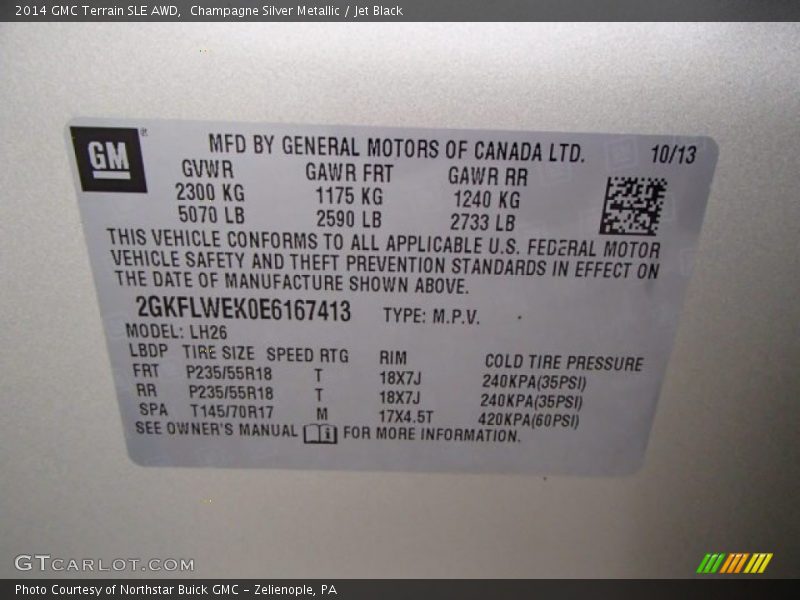 2014 GMC Terrain SLE AWD,  Champagne Silver Metallic / Jet Black
GM®
MFD BY GENERAL MOTORS OF CANADA LTD. 10/13
GVWR GAWR FRT GAWR RR
2300 KG 1175 KG 1240 KG
5070 LB 2590 LB 2733 LB
THIS VEHICLE CONFORMS TO ALL APPLICABLE U.S. FEDERAL MOTOR
VEHICLE SAFETY AND THEFT PREVENTION STANDARDS IN EFFECT ON
THE DATE OF MANUFACTURE SHOWN ABOVE.
2GKFLWEK0E6167413 TYPE: M.P.V.
MODEL: LH26
LBDP TIRE SIZE SPEED RTG RIM COLD TIRE PRESSURE
FRT P235/55R18 T 18X7J 240KPA(35PSI)
RR P235/55R18 T 18X7J 240KPA(35PSI)
SPA T145/70R17 M 17X4.5T 420KPA(60PSI)
SEE OWNER'S MANUAL i FOR MORE INFORMATION.
GTCARLOT.COM
Photo Courtesy of Northstar Buick GMC – Zelienople, PA